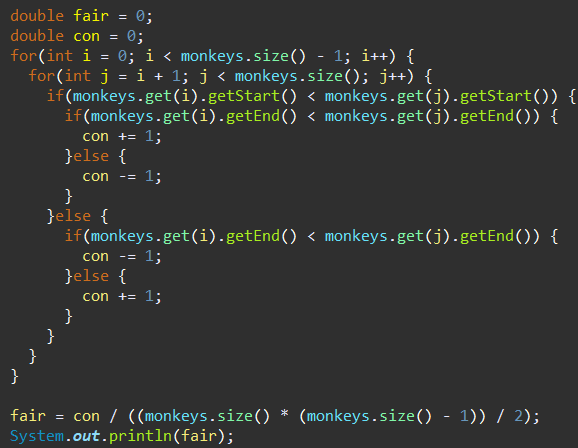 double fair = 0;
double con = 0;
for(int i = 0; i < monkeys.size() - 1; i++) {
  for(int j = i + 1; j < monkeys.size(); j++) {
    if(monkeys.get(i).getStart() < monkeys.get(j).getStart()) {
      if(monkeys.get(i).getEnd() < monkeys.get(j).getEnd()) {
        con += 1;
      }else {
        con -= 1;
      }
    }else {
      if(monkeys.get(i).getEnd() < monkeys.get(j).getEnd()) {
        con -= 1;
      }else {
        con += 1;
      }
    }
  }
}

fair = con / ((monkeys.size() * (monkeys.size() - 1)) / 2);
System.out.println(fair);